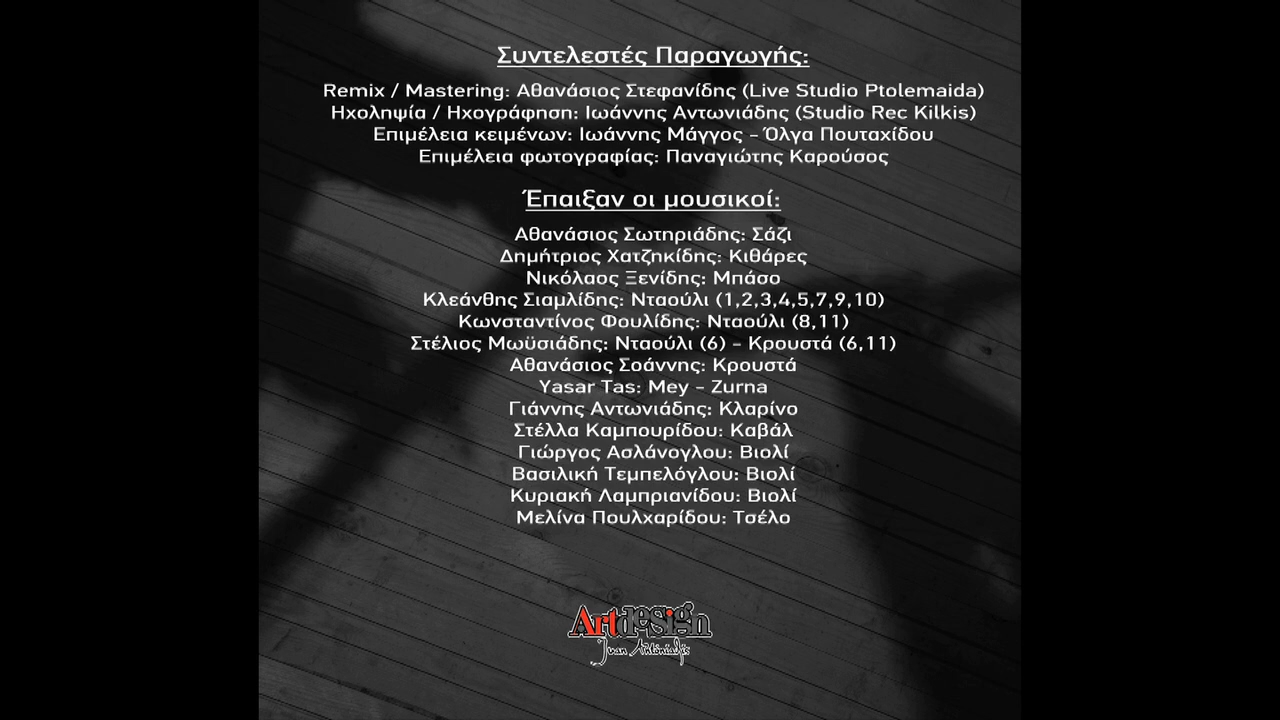 Συντελεστές Παραγωγής:
Remix / Mastering: Αθανάσιος Στεφανίδης (Live Studio Ptolemaida)
Ηχοληψία / Ηχογράφηση: Ιωάννης Αντωνιάδης (Studio Rec Kilkis)
Επιμέλεια κειμένων: Ιωάννης Μάγγος - Όλγα Πουταχίδου
Επιμέλεια φωτογραφίας: Παναγιώτης Καρούσος
Έπαιξαν οι μουσικοί:
Αθανάσιος Σωτηριάδης: Σάζι
Δημήτριος Χατζηκίδης: Κιθάρες
Νικόλαος Ξενίδης: Μπάσο
Κλεάνθης Σιαμλίδης: Νταούλι (1,2,3,4,5,7,9,10)
Κωνσταντίνος Φουλίδης: Νταούλι (8,11)
Στέλιος Μωϋσιάδης: Νταούλι (6) - Κρουστά (6,11)
Αθανάσιος Σοάννης: Κρουστά
Yasar Tas: Mey - Zurna
Γιάννης Αντωνιάδης: Κλαρίνο
Στέλλα Καμπουρίδου: Καβάλ
Γιώργος Ασλάνογλου: Βιολί
Βασιλική Τεμπελόγλου: Βιολί
Κυριακή Λαμπριανίδου: Βιολί
Μελίνα Πουλχαρίδου: Τσέλο
Artdesign